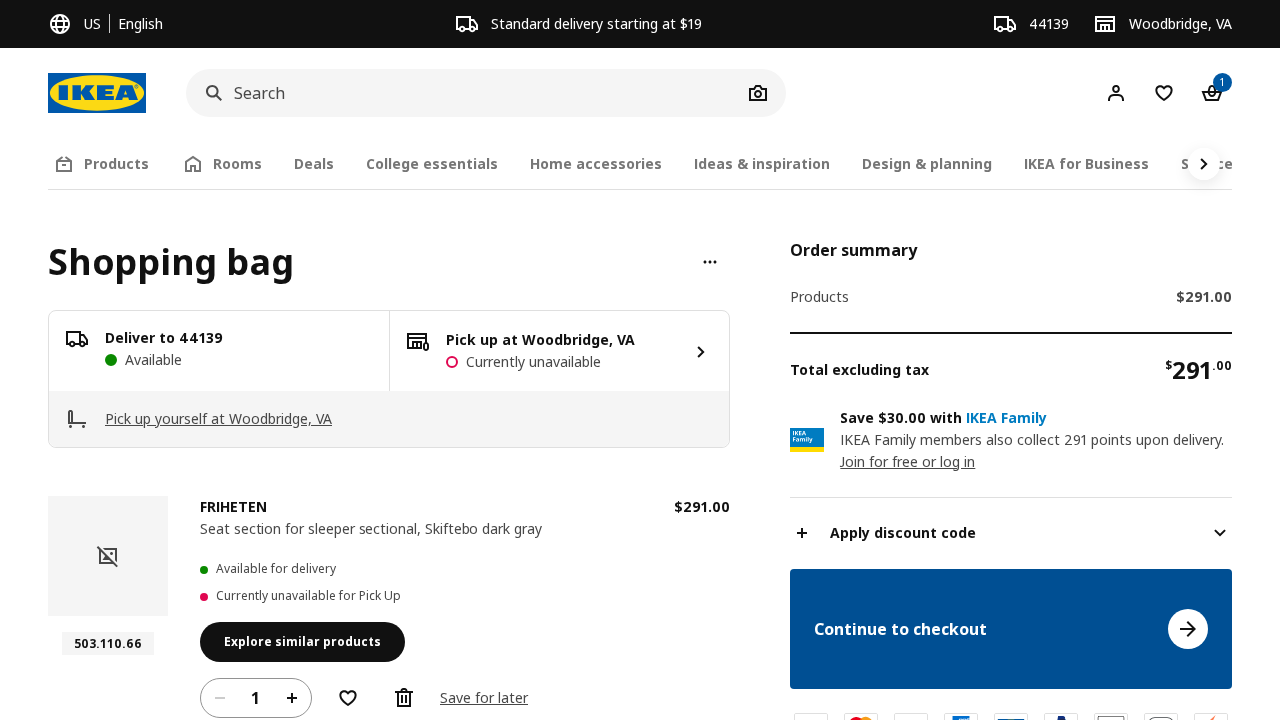 US
English
Standard delivery starting at $19
44139
Woodbridge, VA
IKEA
Search
1
Products
Rooms
Deals
College essentials
Home accessories
Ideas & inspiration
Design & planning
IKEA for Business
Shopping bag
Deliver to 44139
Available
Pick up at Woodbridge, VA
Currently unavailable
Pick up yourself at Woodbridge, VA
FRIHETEN
$291.00
Seat section for sleeper sectional, Skiftebo dark gray
Available for delivery
Currently unavailable for Pick Up
503.110.66
Explore similar products
1
Save for later
Order summary
Products
$291.00
Total excluding tax
$291.00
IKEA
Family
Save $30.00 with IKEA Family
IKEA Family members also collect 291 points upon delivery.
Join for free or log in
Apply discount code
Continue to checkout